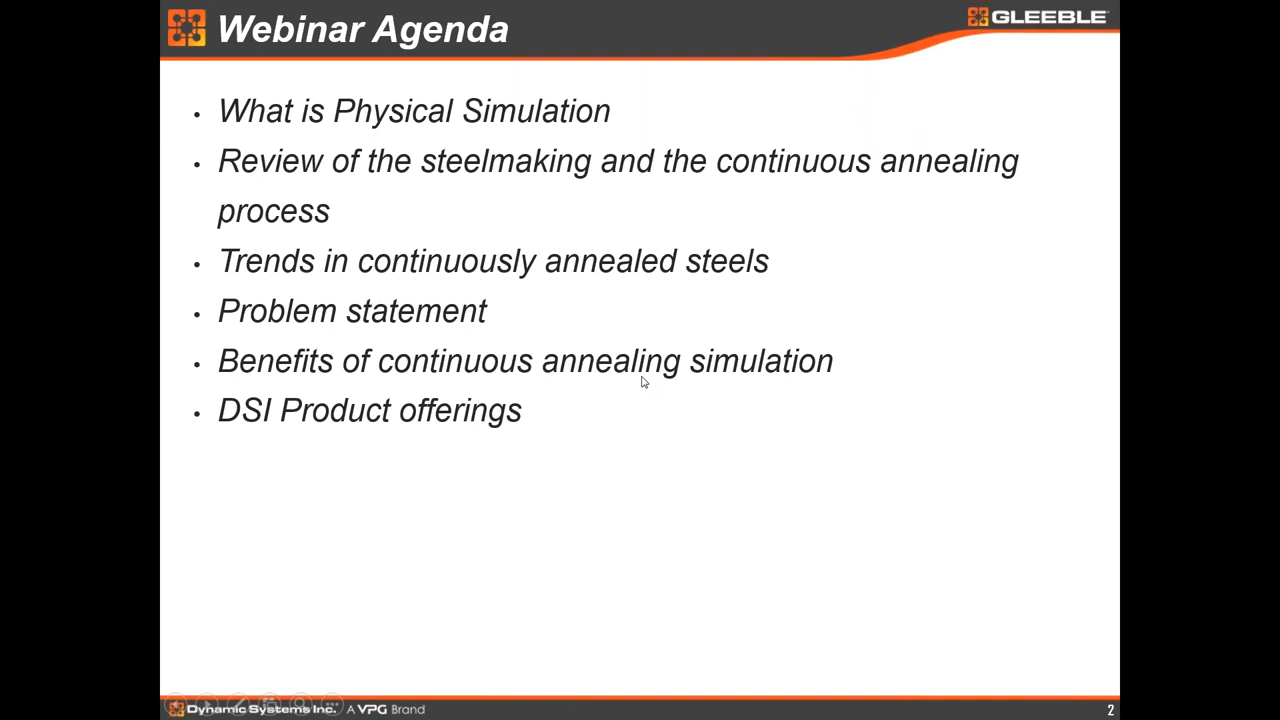 Webinar Agenda
GLEEBLE
• What is Physical Simulation
• Review of the steelmaking and the continuous annealing
process
• Trends in continuously annealed steels
• Problem statement
• Benefits of continuous annealing simulation
• DSI Product offerings
Dynamic Systems Inc. A VPG Brand
2